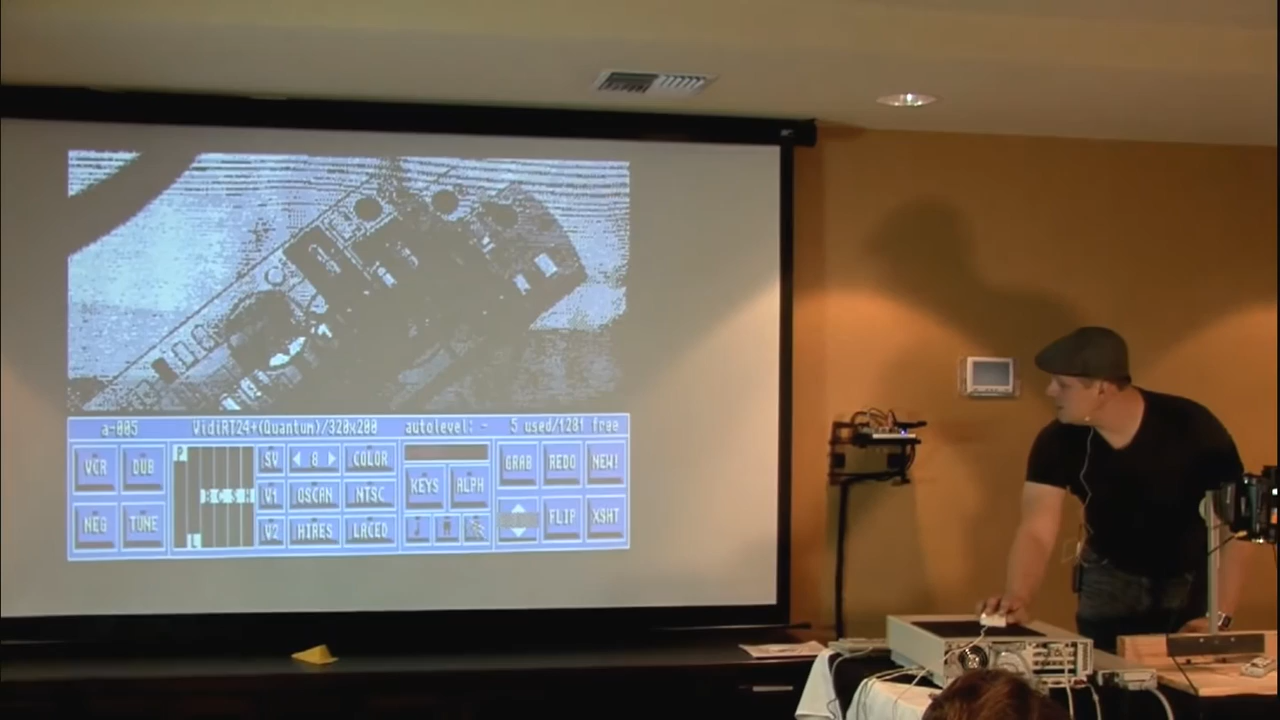 a-005 VidiRT24+(Quantum)/320x200 autolevel: - 5 used/1281 free
VCR DUB P SV 8 COLOR GRAB REDO NEW!
B C S H V1 OSCAN NTSC KEYS ALPH
NEG TUNE L V2 HIRES LACED FLIP XSHT